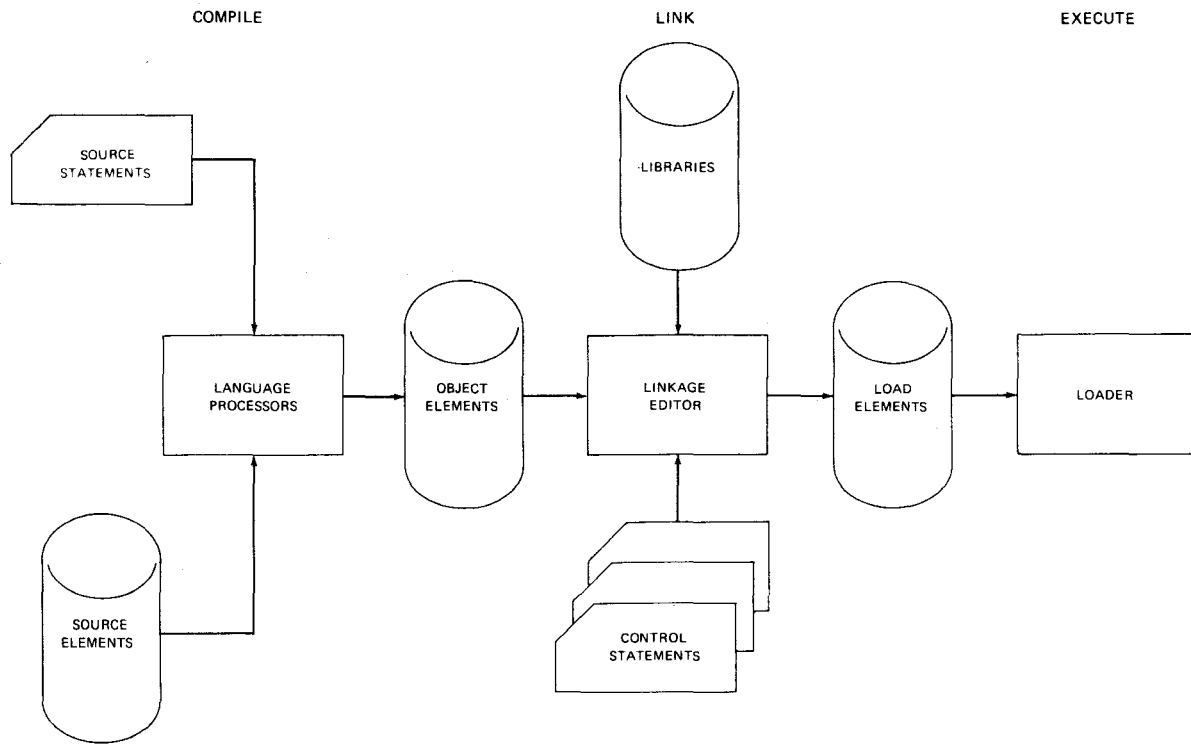 COMPILE
LINK
EXECUTE
SOURCE
STATEMENTS
LIBRARIES
LANGUAGE
PROCESSORS
OBJECT
ELEMENTS
LINKAGE
EDITOR
LOAD
ELEMENTS
LOADER
SOURCE
ELEMENTS
CONTROL
STATEMENTS